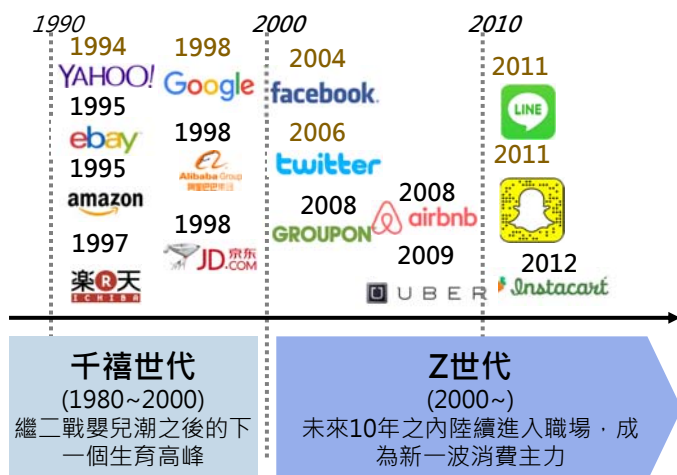 1990
2000
2010
1994
YAHOO!
1995
ebay
1995
amazon
1997
楽R天
ICHIBA
1998
Google
1998
Alibaba Group
阿里巴巴集团
1998
JD.京东
.COM
2004
facebook.
2006
twitter
2008
GROUPON
2008
airbnb
2009
U UBER
2011
LINE
2011
2012
Instacart
千禧世代
(1980~2000)
繼二戰嬰兒潮之後的下
一個生育高峰
Z世代
(2000~)
未來10年之內陸續進入職場，成
為新一波消費主力